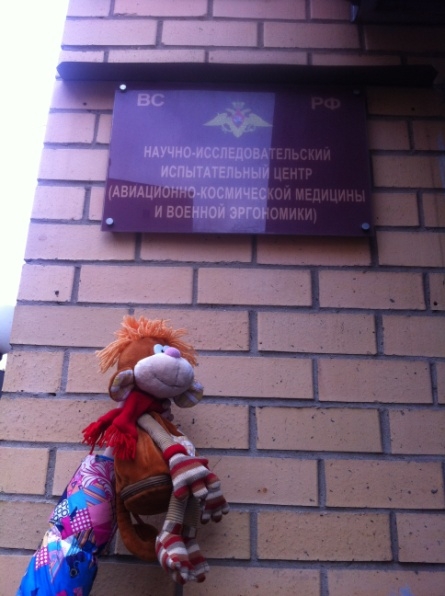 ВС РФ
НАУЧНО-ИССЛЕДОВАТЕЛЬСКИЙ
ИСПЫТАТЕЛЬНЫЙ ЦЕНТР
(АВИАЦИОННО-КОСМИЧЕСКОЙ МЕДИЦИНЫ
И ВОЕННОЙ ЭРГОНОМИКИ)